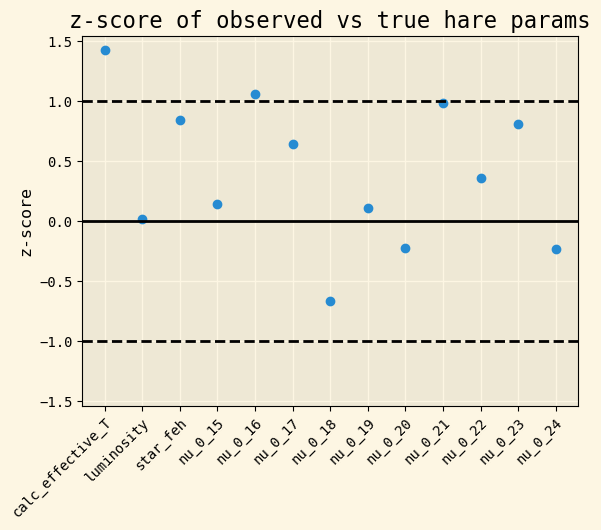 z-score of observed vs true hare params
1.5
1.0
0.5
0.0
−0.5
−1.0
−1.5
z-score
calc_effective_T
luminosity
star_feh
nu_0_15
nu_0_16
nu_0_17
nu_0_18
nu_0_19
nu_0_20
nu_0_21
nu_0_22
nu_0_23
nu_0_24